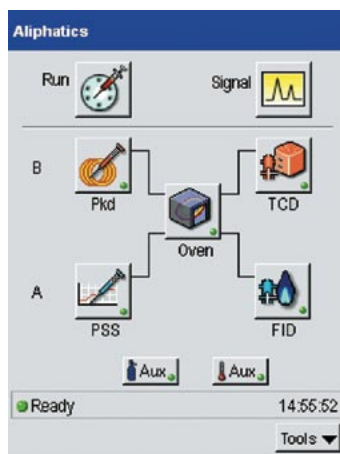 Aliphatics
Run Signal
B
Pkd TCD
Oven
A
PSS FID
Aux Aux
Ready 14:55:52
Tools